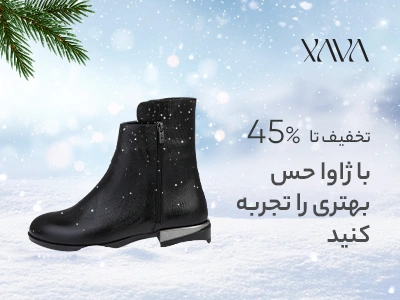 XAVA
تخفیف تا 45%
با ژاوا حس
بهتری را تجربه
کنید